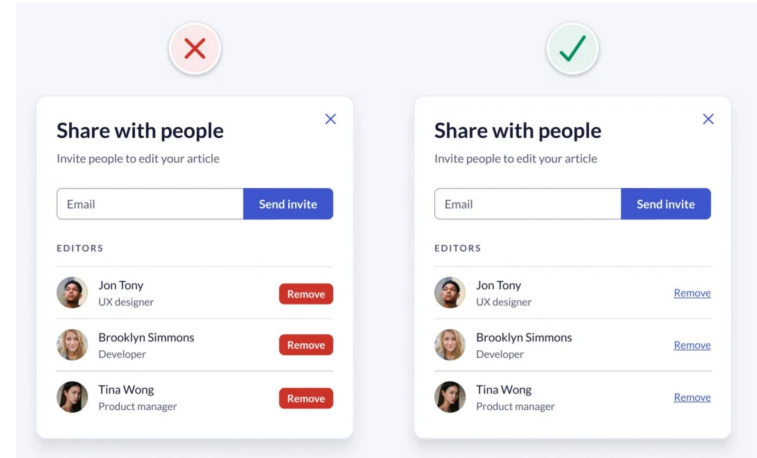 Share with people
Invite people to edit your article
Email
Send invite
EDITORS
Jon Tony
UX designer
Remove
Brooklyn Simmons
Developer
Remove
Tina Wong
Product manager
Remove
Share with people
Invite people to edit your article
Email
Send invite
EDITORS
Jon Tony
UX designer
Remove
Brooklyn Simmons
Developer
Remove
Tina Wong
Product manager
Remove